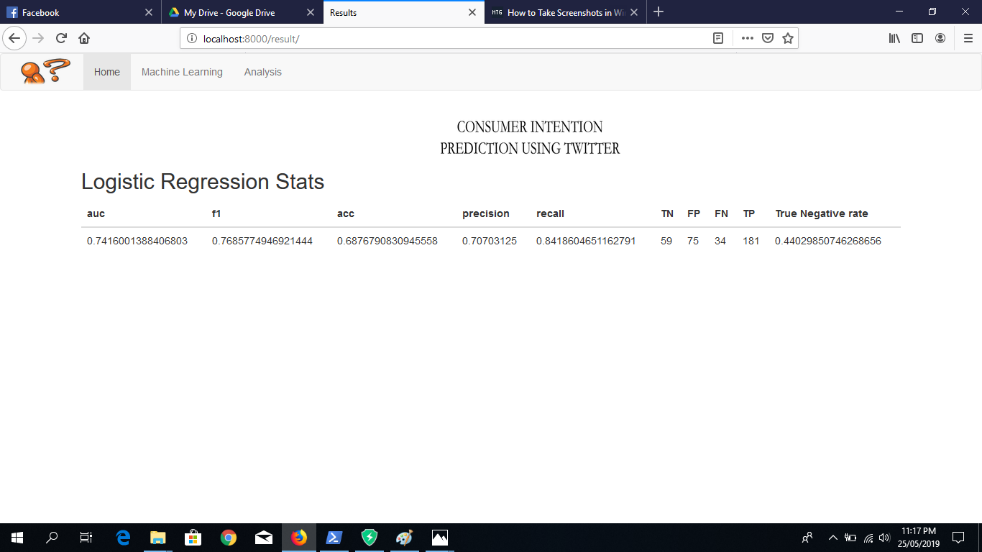 Facebook
My Drive - Google Drive
Results
HTG How to Take Screenshots in Wi
localhost:8000/result/
Home Machine Learning Analysis
CONSUMER INTENTION
PREDICTION USING TWITTER
Logistic Regression Stats
auc f1 acc precision recall TN FP FN TP True Negative rate
0.7416001388406803 0.7685774946921444 0.6876790830945558 0.70703125 0.8418604651162791 59 75 34 181 0.44029850746268656
11:17 PM
25/05/2019